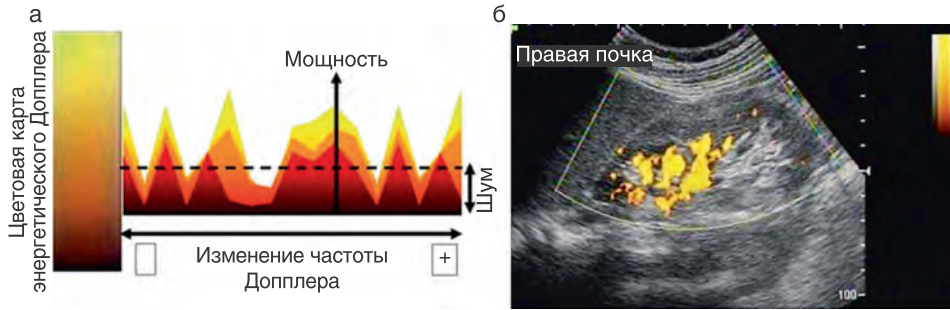 а
Цветовая карта
энергетического Допплера
Мощность
Шум
Изменение частоты
Допплера
+
б
Правая почка
100